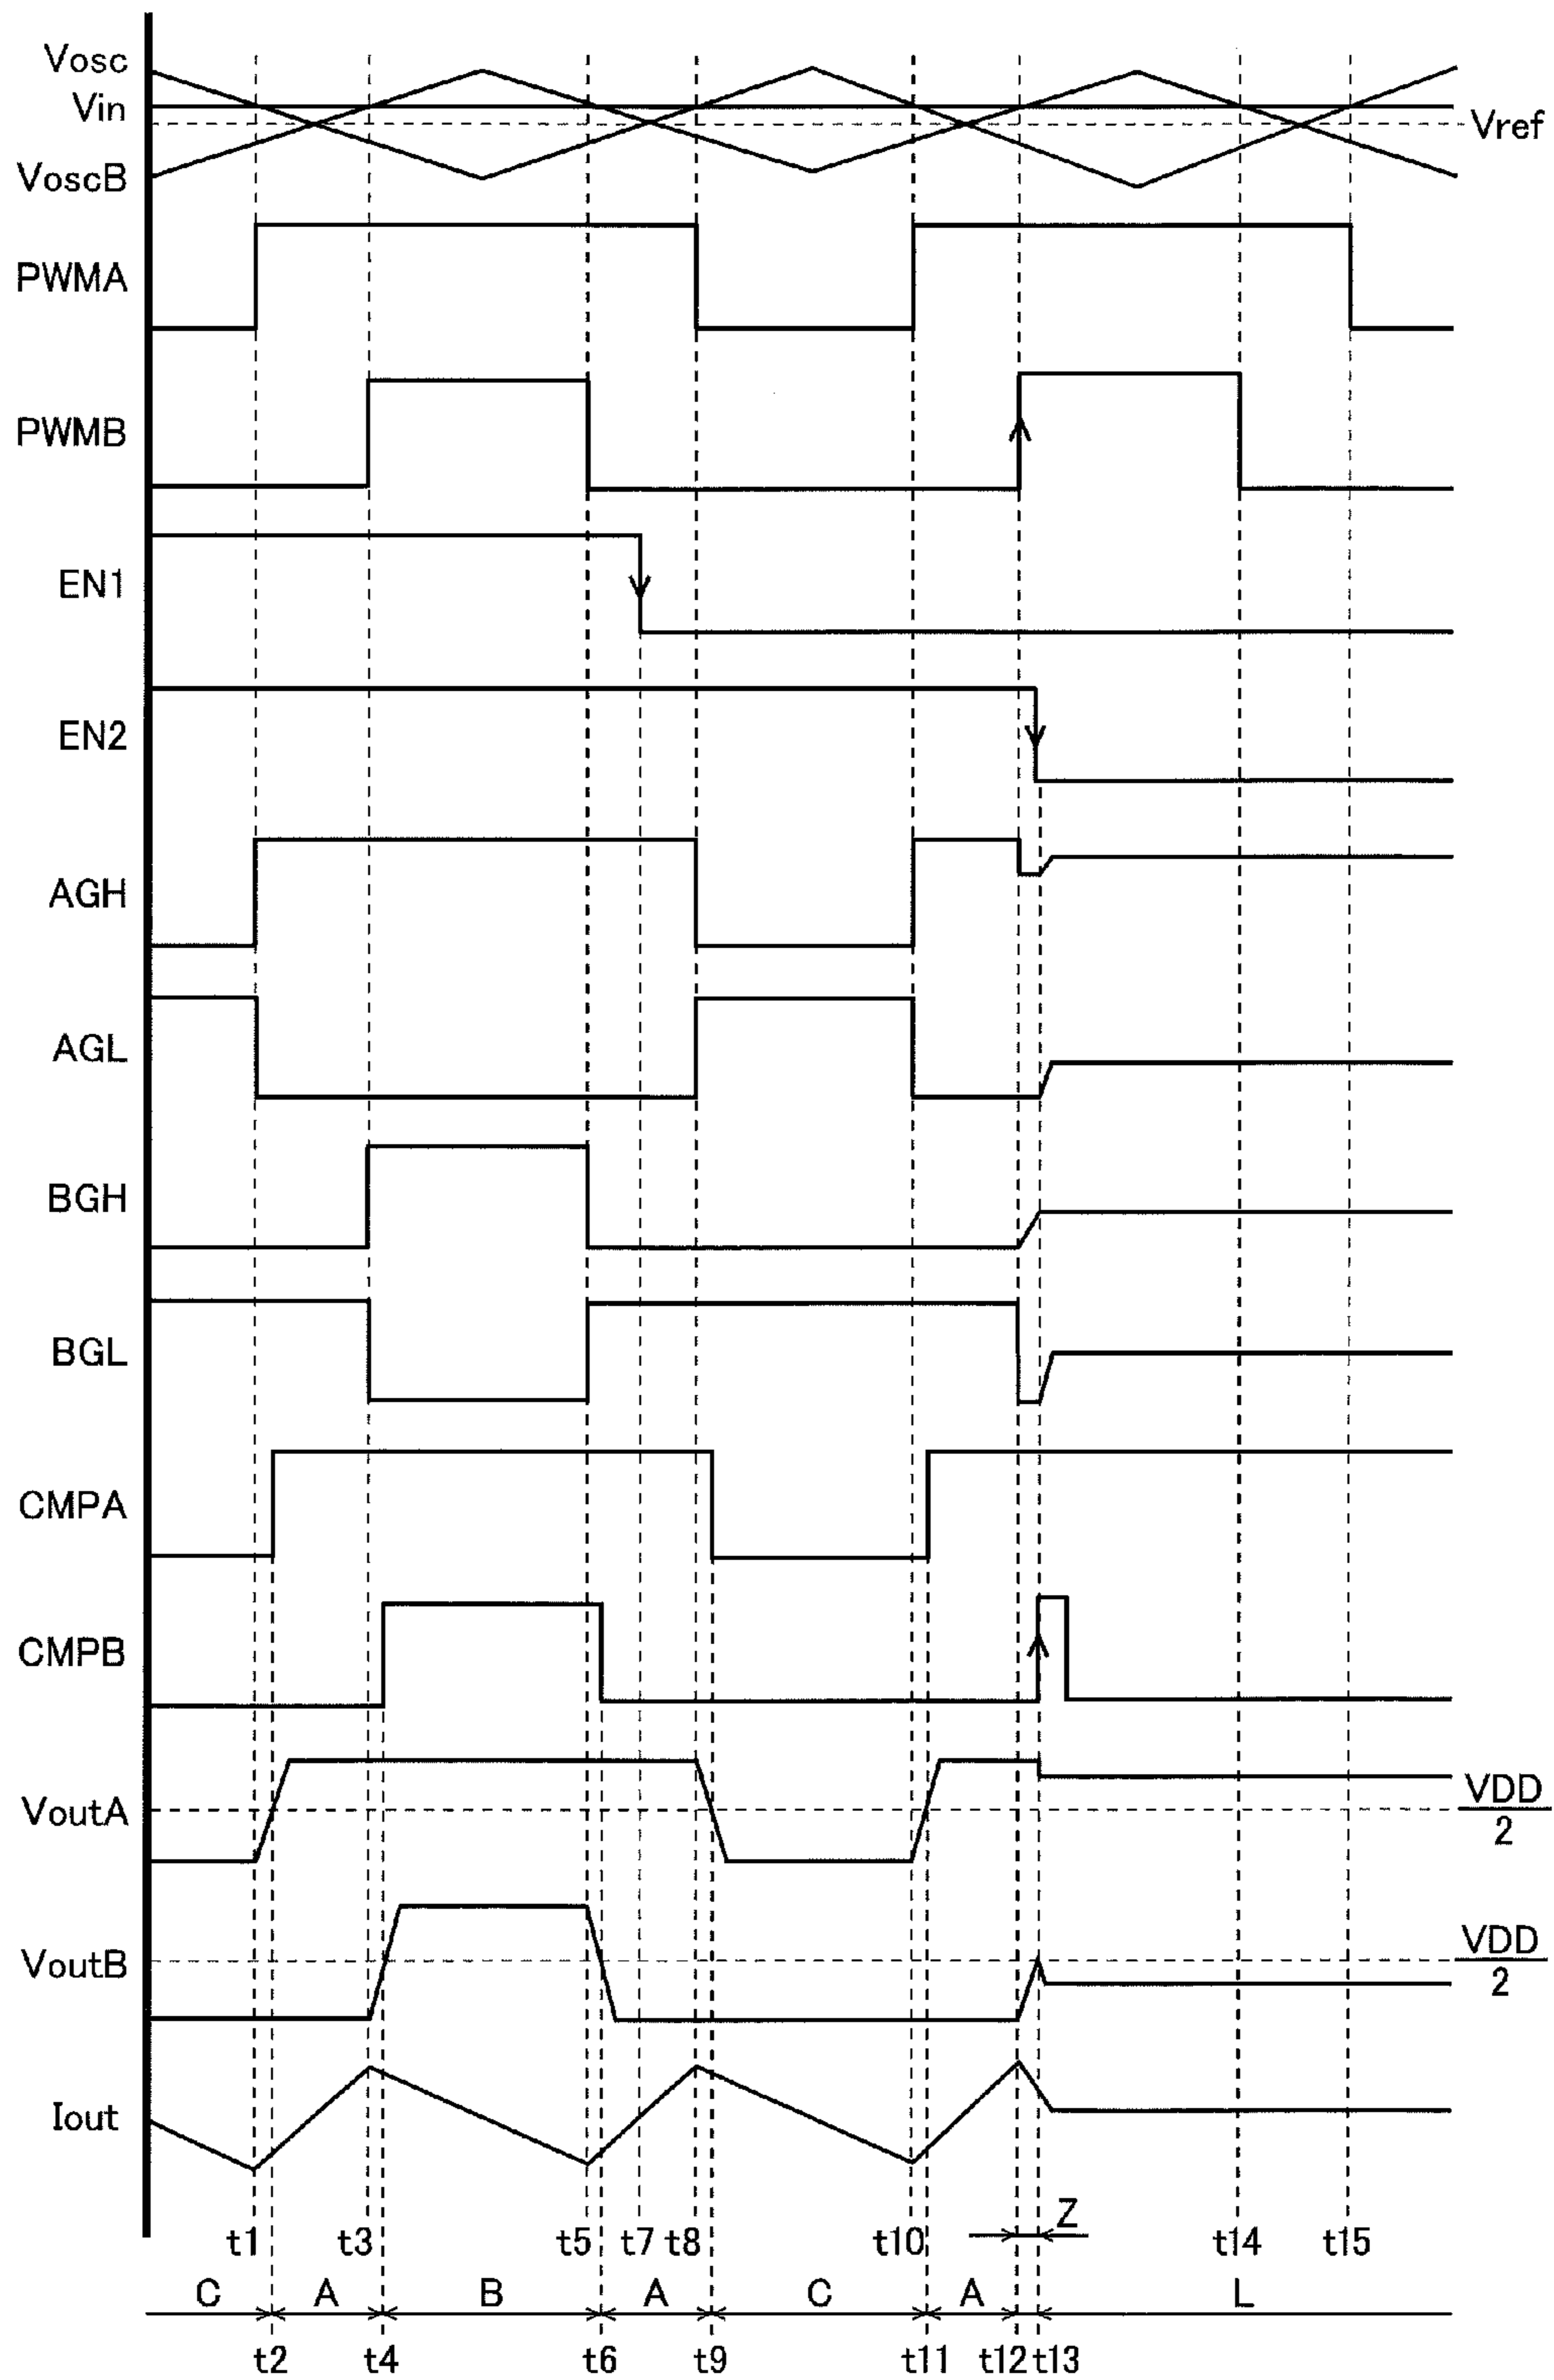 Vosc
Vin
Vref
VoscB
PWMA
PWMB
EN1
EN2
AGH
AGL
BGH
BGL
CMPA
CMPB
VoutA
VDD
2
VoutB
VDD
2
Iout
Z
t1 t3 t5 t7 t8 t10 t14 t15
C A B A C A L
t2 t4 t6 t9 t11 t12 t13